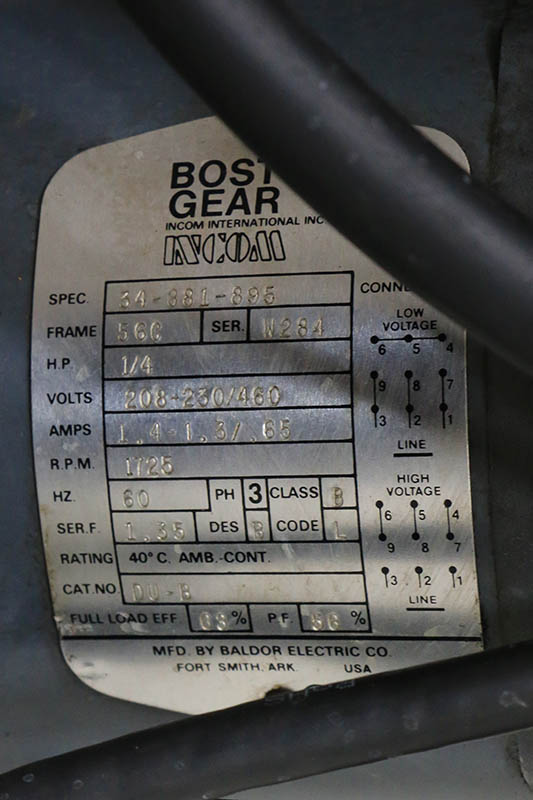 BOST
GEAR
INCOM INTERNATIONAL INC
INCOM
SPEC. 34-881-895
FRAME 56C SER. W284
H.P. 1/4
VOLTS 208-230/460
AMPS 1.4-1.3/.65
R.P.M. 1725
HZ. 60 PH 3 CLASS B
SER.F. 1.35 DES B CODE L
RATING 40°C. AMB.-CONT.
CAT.NO.
FULL LOAD EFF % P.F. 56 %
CONNE
LOW
VOLTAGE
6 5 4
9 8 7
3 2 1
LINE
HIGH
VOLTAGE
6 5 4
9 8 7
3 2 1
LINE
MFD. BY BALDOR ELECTRIC CO.
FORT SMITH, ARK. USA